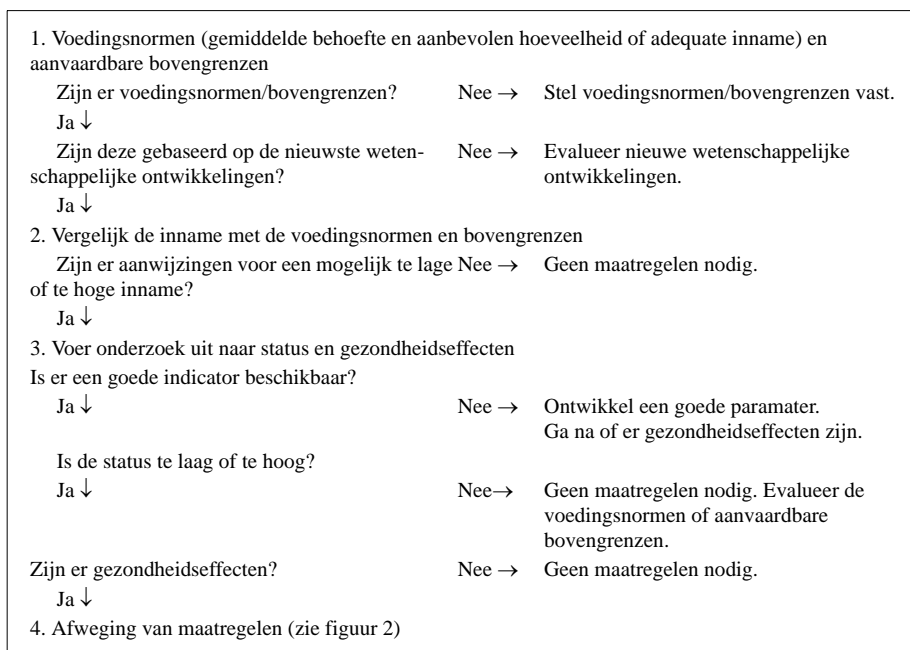 1. Voedingsnormen (gemiddelde behoefte en aanbevolen hoeveelheid of adequate inname) en
aanvaardbare bovengrenzen
Zijn er voedingsnormen/bovengrenzen? Nee → Stel voedingsnormen/bovengrenzen vast.
Ja ↓
Zijn deze gebaseerd op de nieuwste weten- Nee → Evalueer nieuwe wetenschappelijke
schappelijke ontwikkelingen? ontwikkelingen.
Ja ↓
2. Vergelijk de inname met de voedingsnormen en bovengrenzen
Zijn er aanwijzingen voor een mogelijk te lage Nee → Geen maatregelen nodig.
of te hoge inname?
Ja ↓
3. Voer onderzoek uit naar status en gezondheidseffecten
Is er een goede indicator beschikbaar?
Ja ↓ Nee → Ontwikkel een goede paramater.
Ga na of er gezondheidseffecten zijn.
Is de status te laag of te hoog?
Ja ↓ Nee→ Geen maatregelen nodig. Evalueer de
voedingsnormen of aanvaardbare
bovengrenzen.
Zijn er gezondheidseffecten? Nee → Geen maatregelen nodig.
Ja ↓
4. Afweging van maatregelen (zie figuur 2)